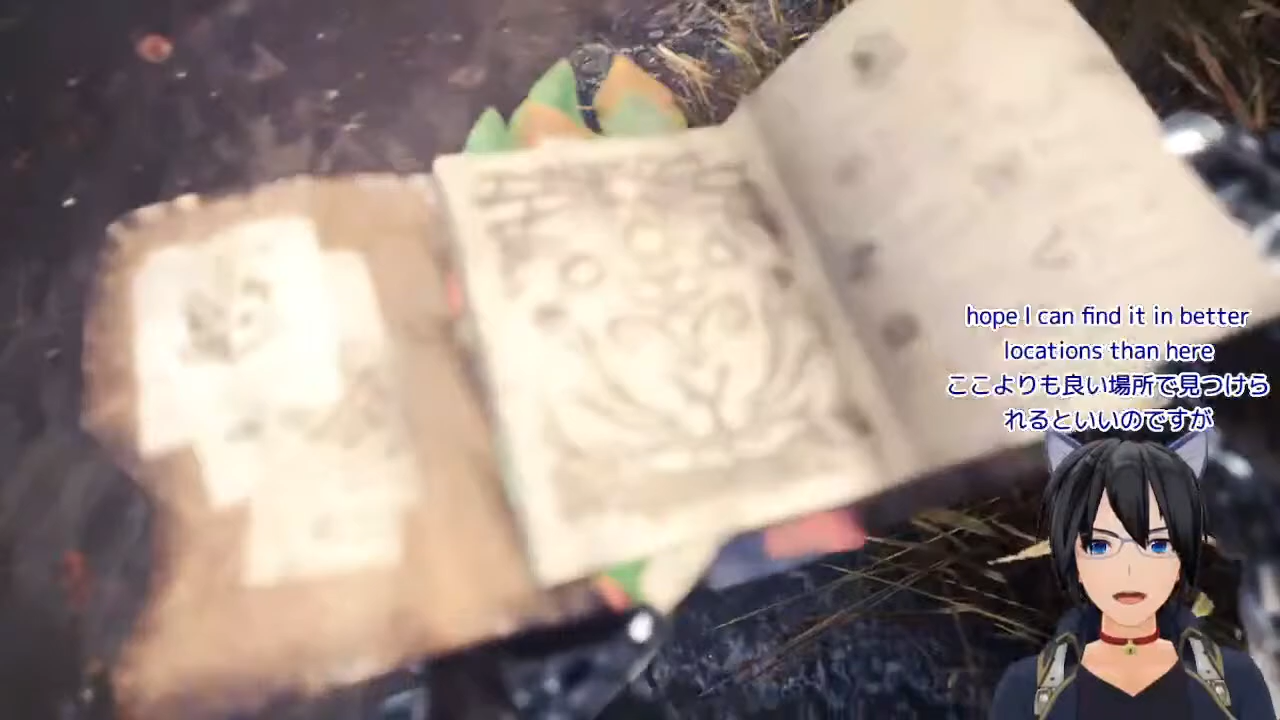 hope I can find it in better
locations than here
ここよりも良い場所で見つけら
れるといいのですが